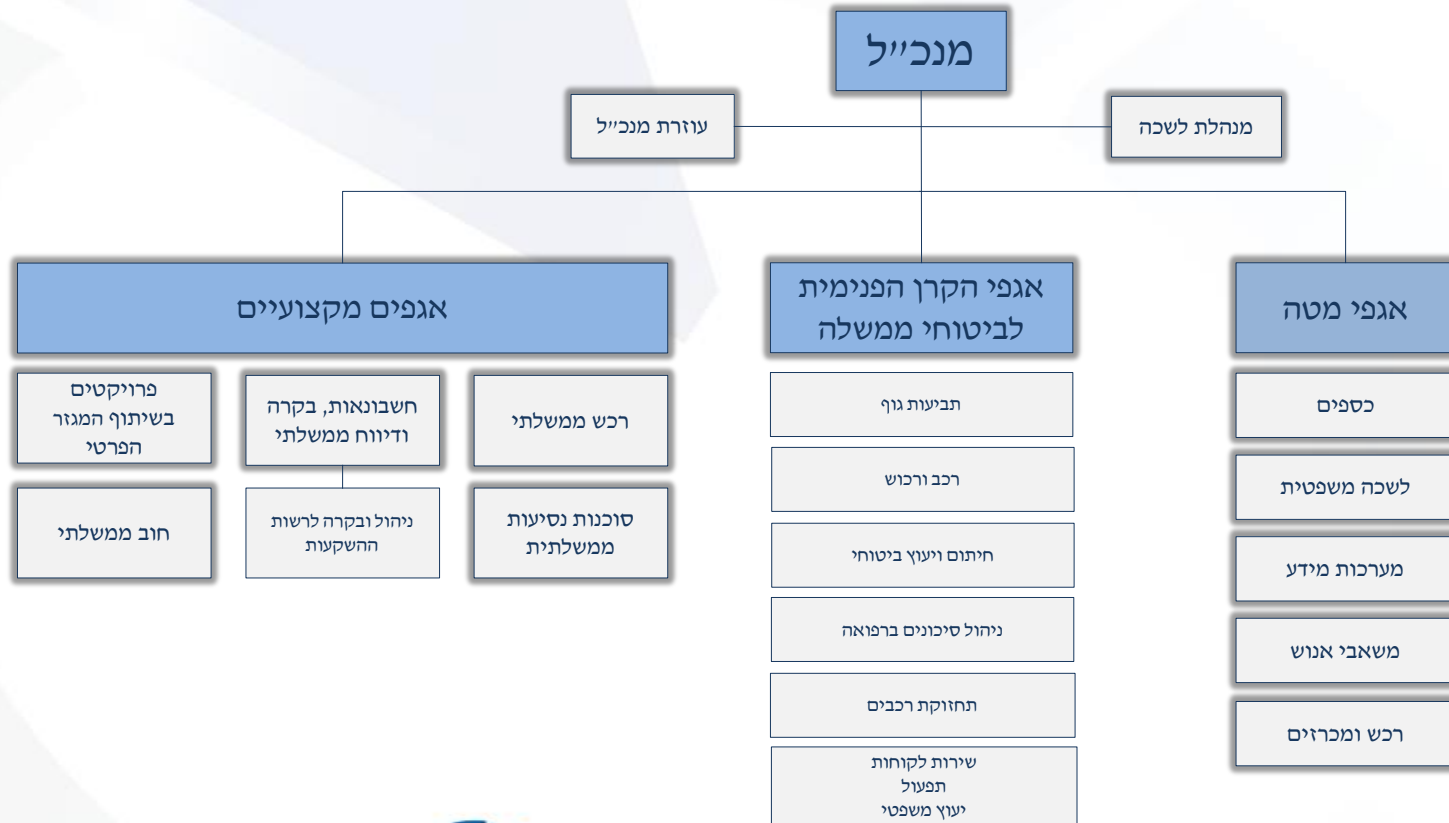 מנכ״ל
מנהלת לשכה
עוזרת מנכ״ל
אגפי מטה
כספים
לשכה משפטית
מערכות מידע
משאבי אנוש
רכש ומכרזים
אגפי הקרן הפנימית
לביטוחי ממשלה
תביעות גוף
רכב ורכוש
חיתום ויעוץ ביטוחי
ניהול סיכונים ברפואה
תחזוקת רכבים
שירות לקוחות
תפעול
יעוץ משפטי
אגפים מקצועיים
רכש ממשלתי
סוכנות נסיעות
ממשלתית
חשבונאות, בקרה
ודיווח ממשלתי
ניהול ובקרה לרשות
ההשקעות
פרויקטים
בשיתוף המגזר
הפרטי
חוב ממשלתי